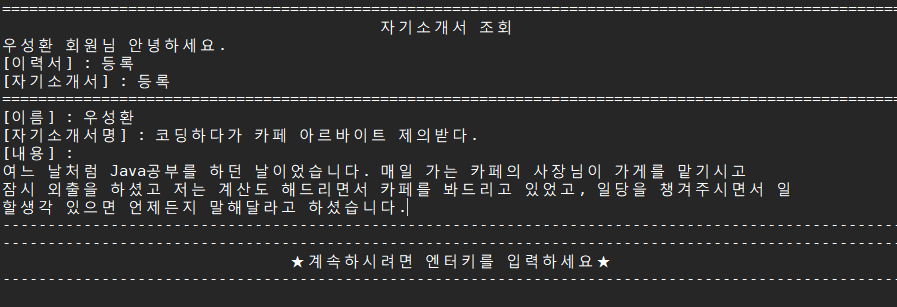 ================================================================================
자기소개서 조회
우성환 회원님 안녕하세요.
[이력서] : 등록
[자기소개서] : 등록
================================================================================
[이름] : 우성환
[자기소개서명] : 코딩하다가 카페 아르바이트 제의받다.
[내용] :
여느 날처럼 Java공부를 하던 날이었습니다. 매일 가는 카페의 사장님이 가게를 맡기시고
잠시 외출을 하셨고 저는 계산도 해드리면서 카페를 봐드리고 있었고, 일당을 챙겨주시면서 일
할생각 있으면 언제든지 말해달라고 하셨습니다.
--------------------------------------------------------------------------------
--------------------------------------------------------------------------------
★계속하시려면 엔터키를 입력하세요★
--------------------------------------------------------------------------------